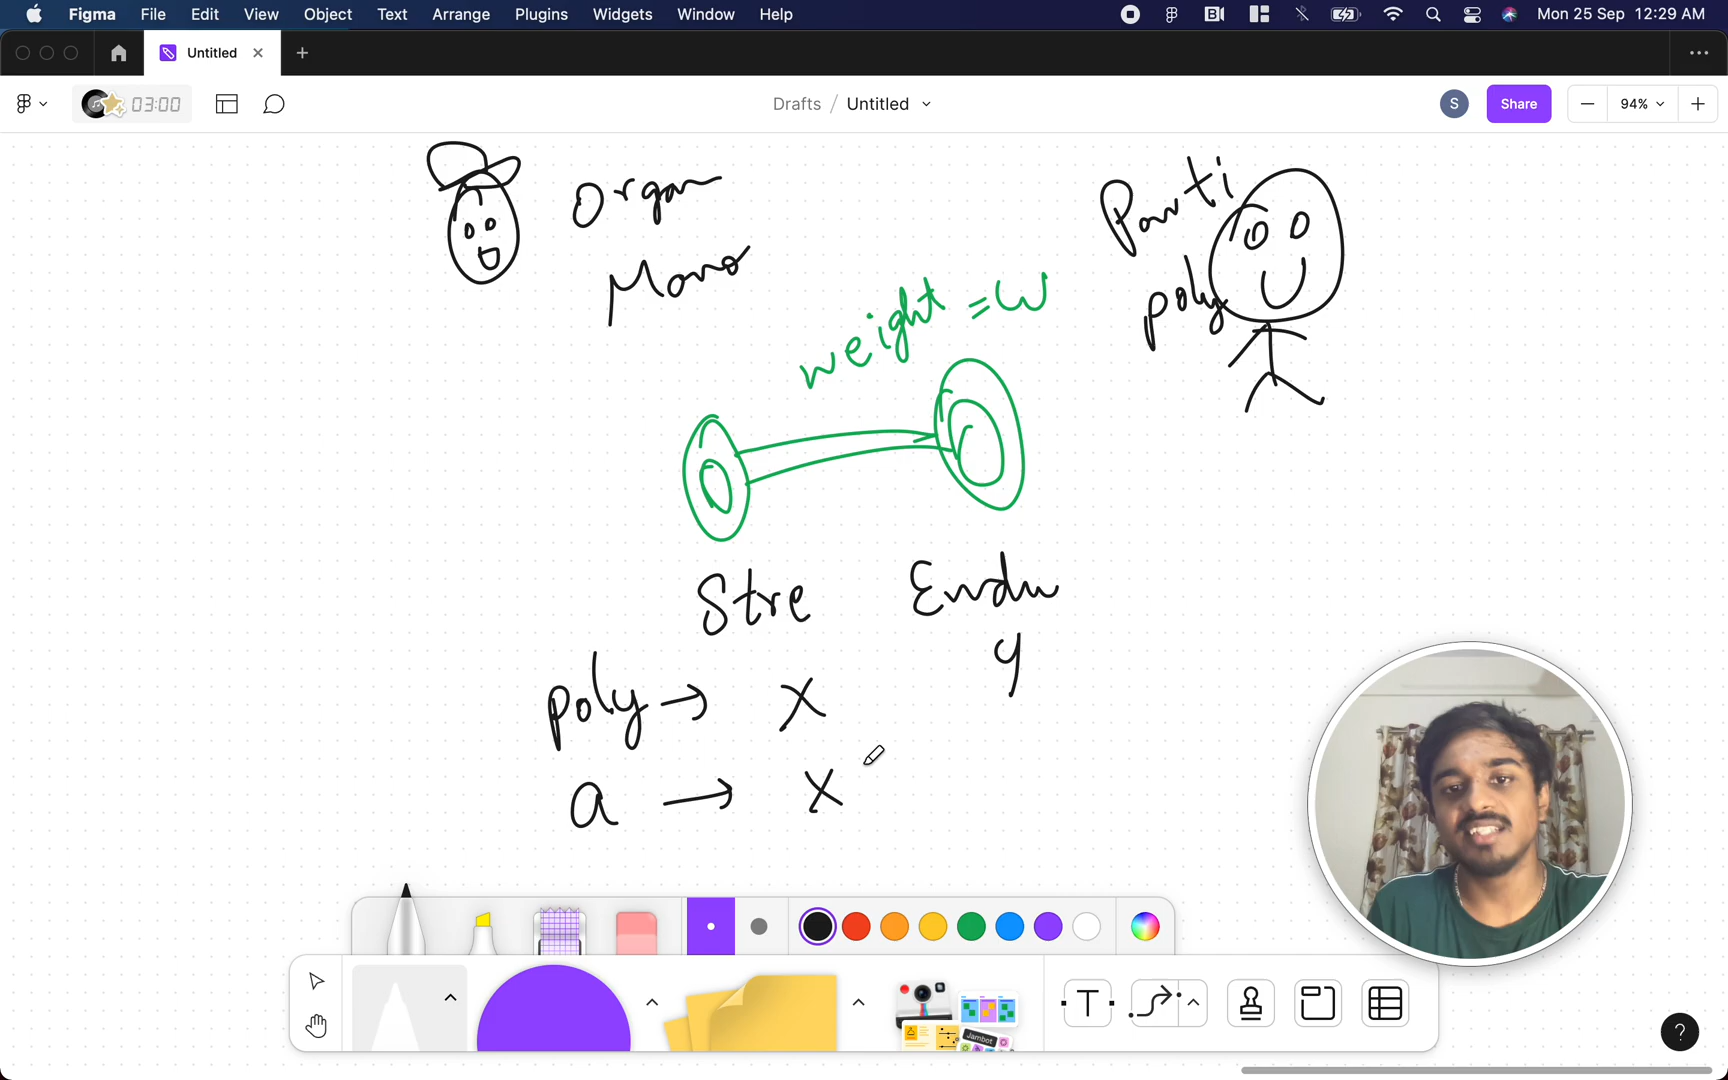 Figma File Edit View Object Text Arrange Plugins Widgets Window Help
Mon 25 Sep 12:29 AM
Untitled
03:00
Drafts / Untitled
S
Share
94%
Organ
Mono
Parti
poly
weight = W
Stre
Endu
poly → x
y
a → x
Jambot
T
?